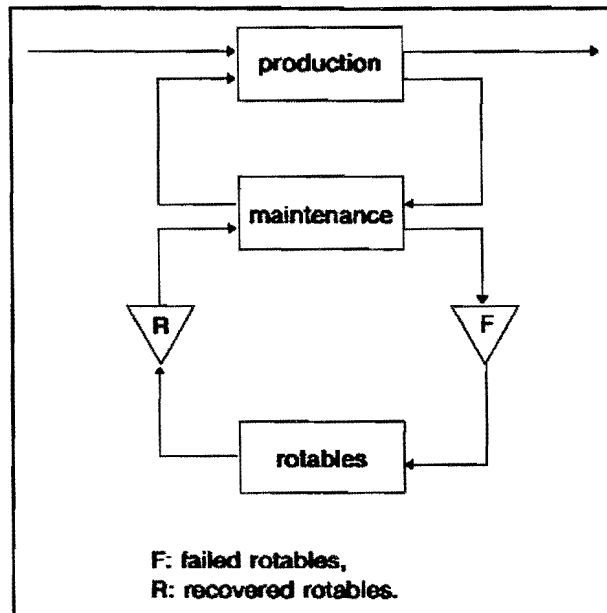 production
maintenance
R
F
rotables
F: failed rotables,
R: recovered rotables.